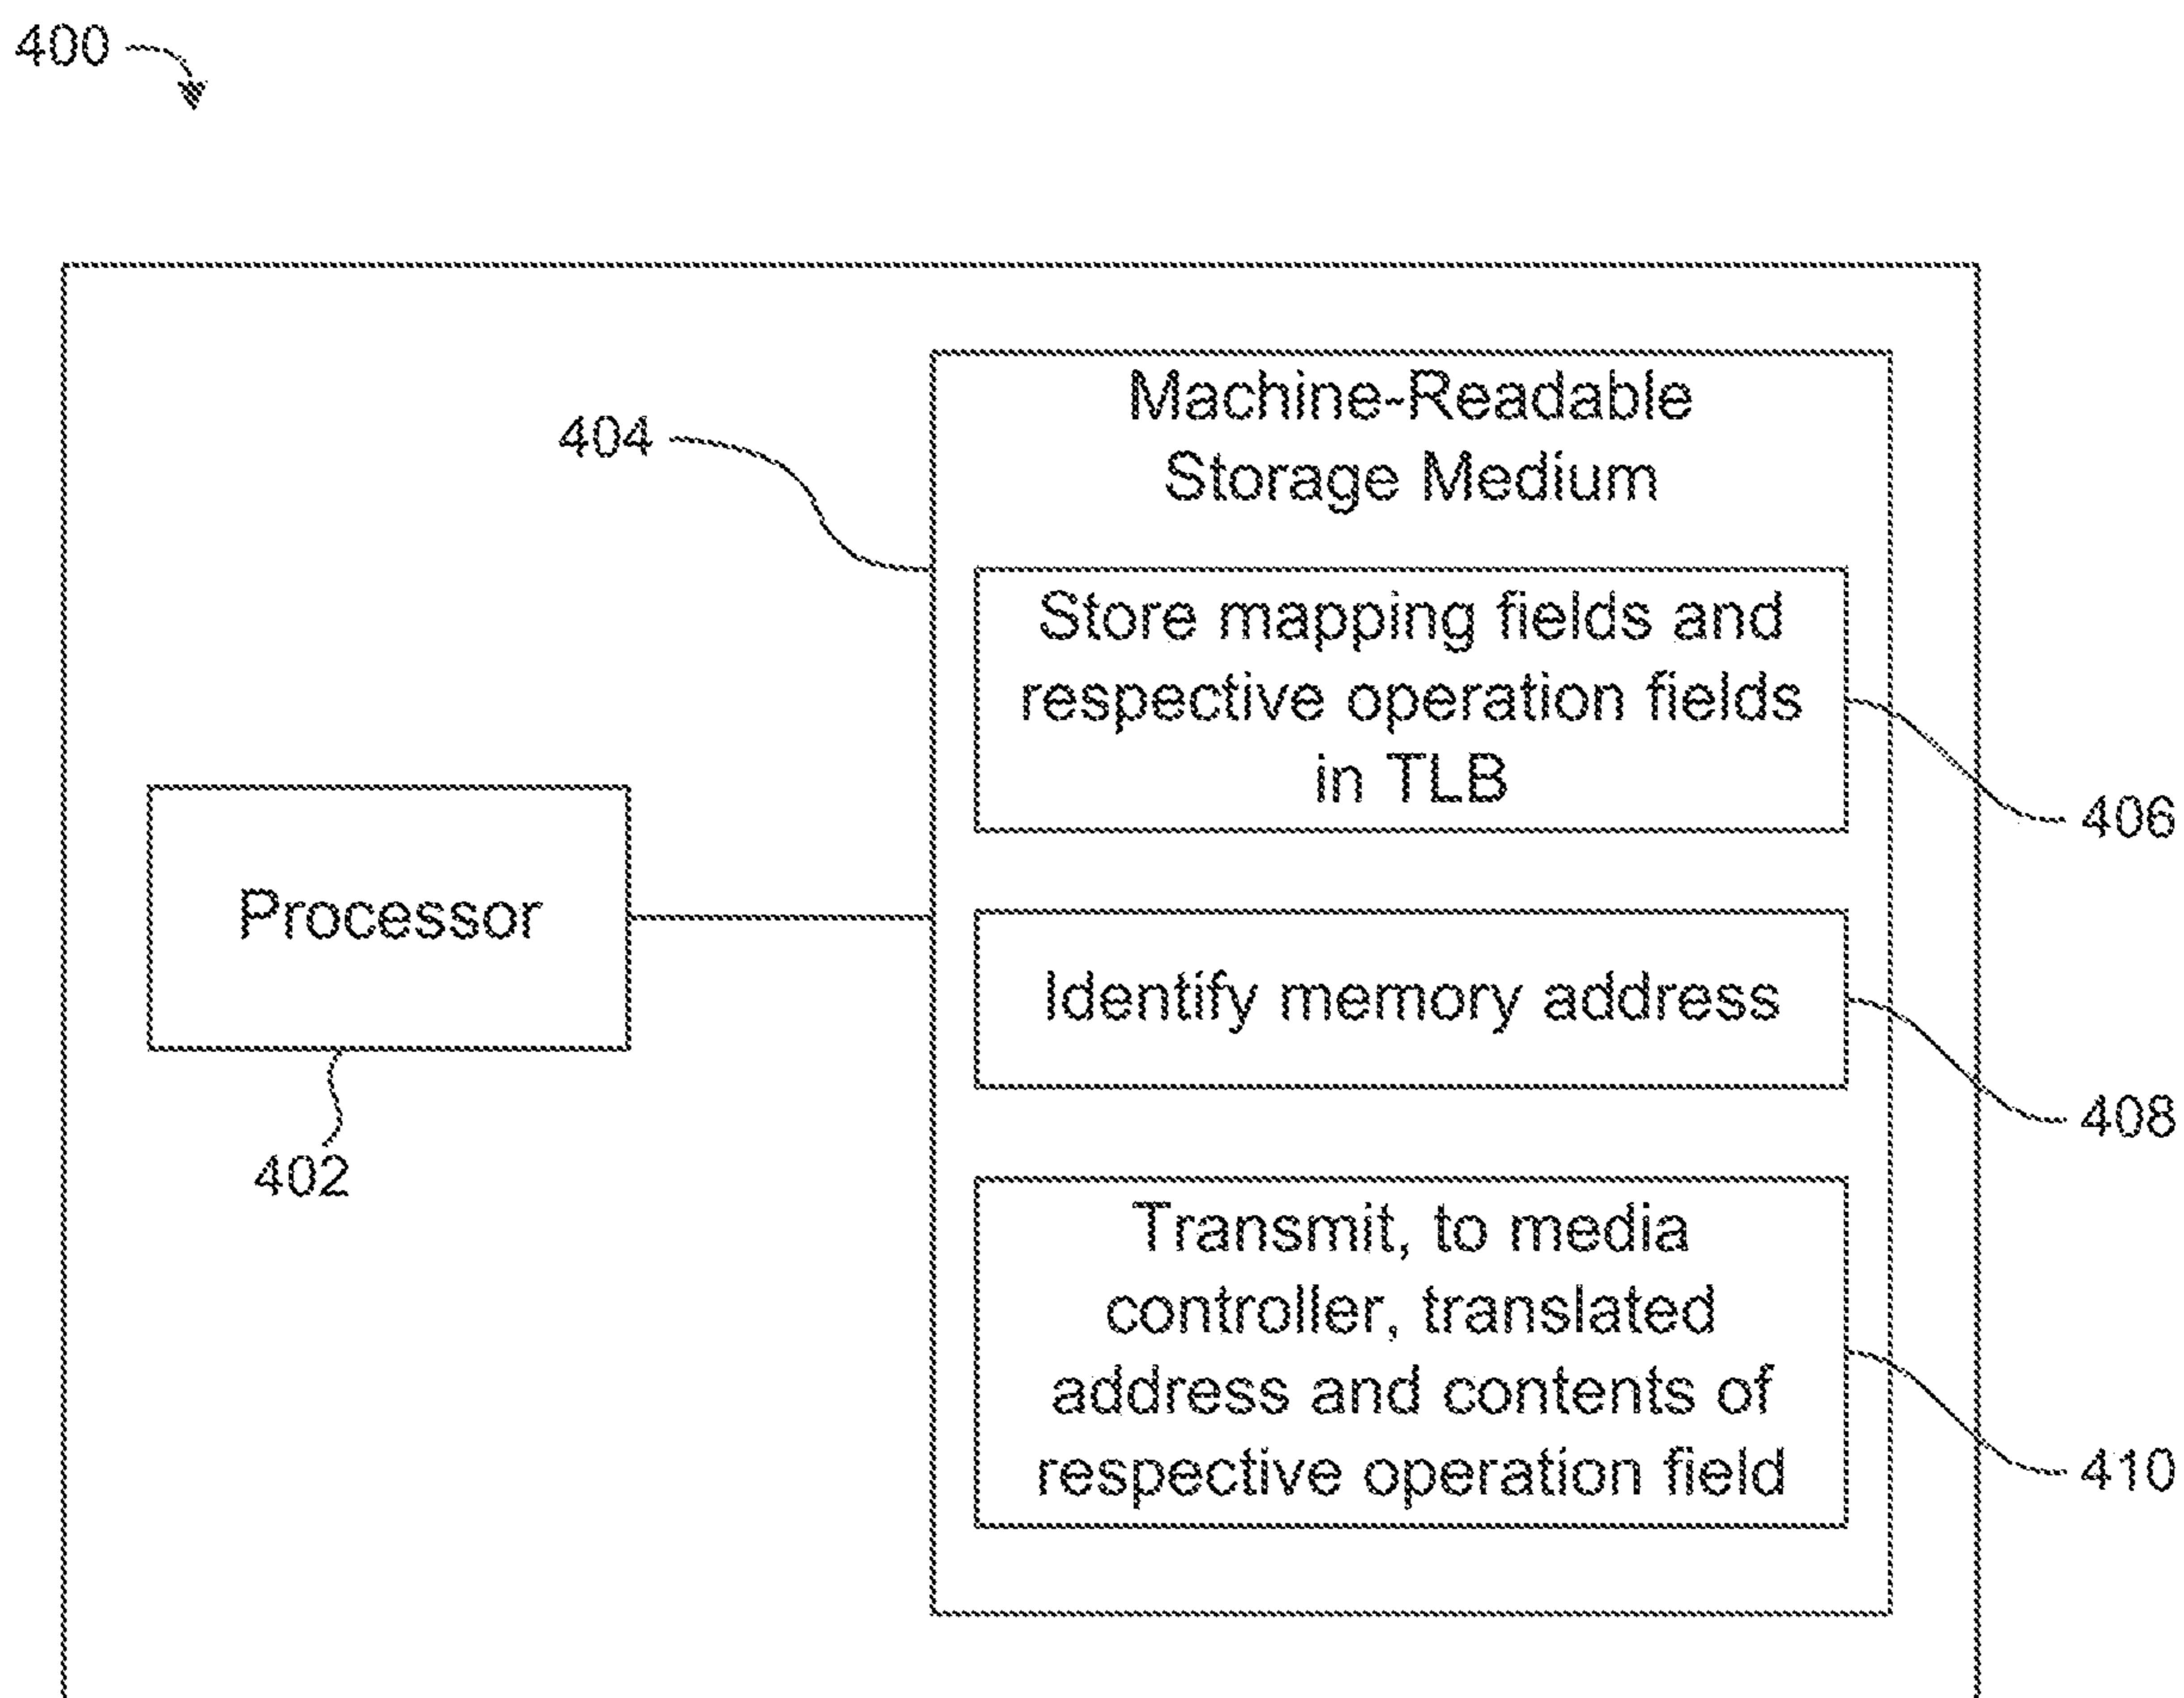 400
Machine-Readable
Storage Medium
404
Store mapping fields and
respective operation fields
in TLB
406
Processor
402
Identify memory address
408
Transmit, to media
controller, translated
address and contents of
respective operation field
410